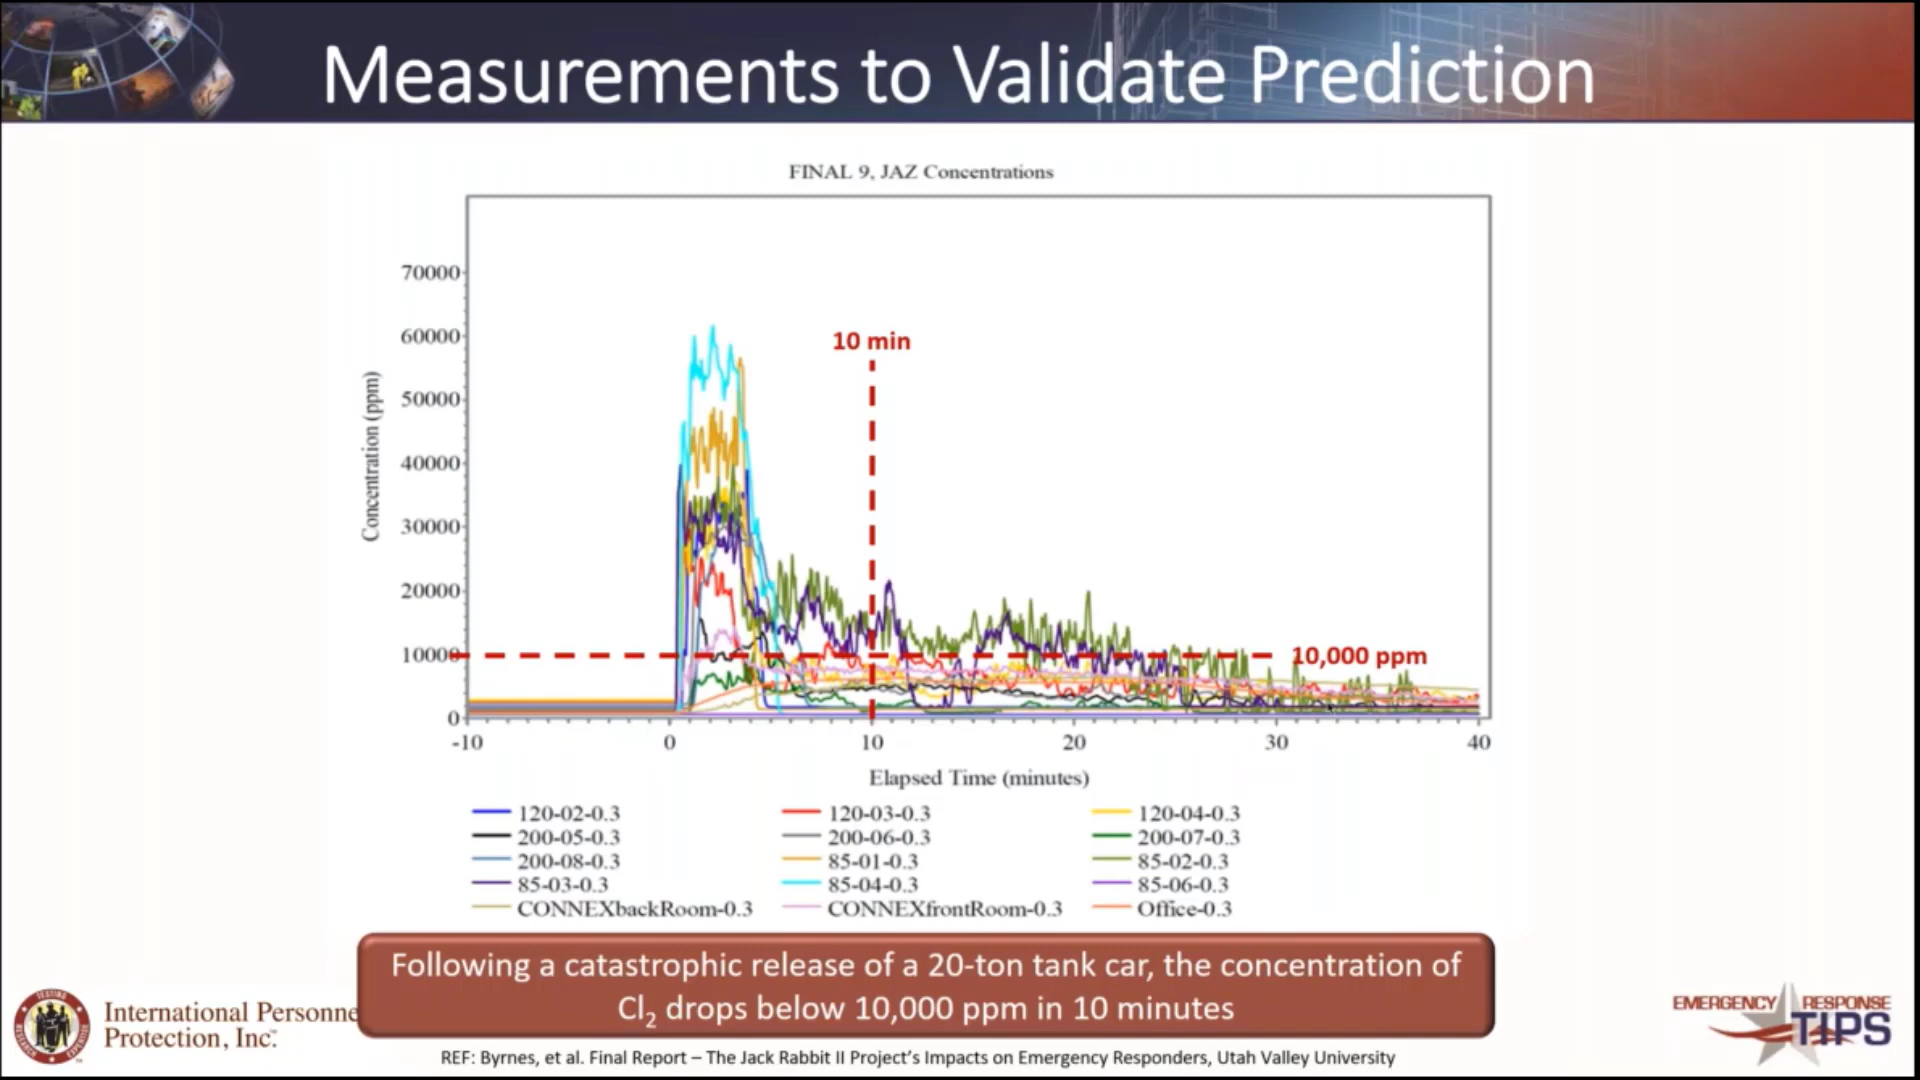 Measurements to Validate Prediction
FINAL 9, JAZ Concentrations
Concentration (ppm)
70000
60000
50000
40000
30000
20000
10000
0
10 min
10,000 ppm
-10 0 10 20 30 40
Elapsed Time (minutes)
120-02-0.3 120-03-0.3 120-04-0.3
200-05-0.3 200-06-0.3 200-07-0.3
200-08-0.3 85-01-0.3 85-02-0.3
85-03-0.3 85-04-0.3 85-06-0.3
CONNEXbackRoom-0.3 CONNEXfrontRoom-0.3 Office-0.3
Following a catastrophic release of a 20-ton tank car, the concentration of
Cl₂ drops below 10,000 ppm in 10 minutes
TESTING
RESEARCH
International Personne
Protection, Inc.
EMERGENCY RESPONSE
TIPS
REF: Byrnes, et al. Final Report – The Jack Rabbit II Project's Impacts on Emergency Responders, Utah Valley University